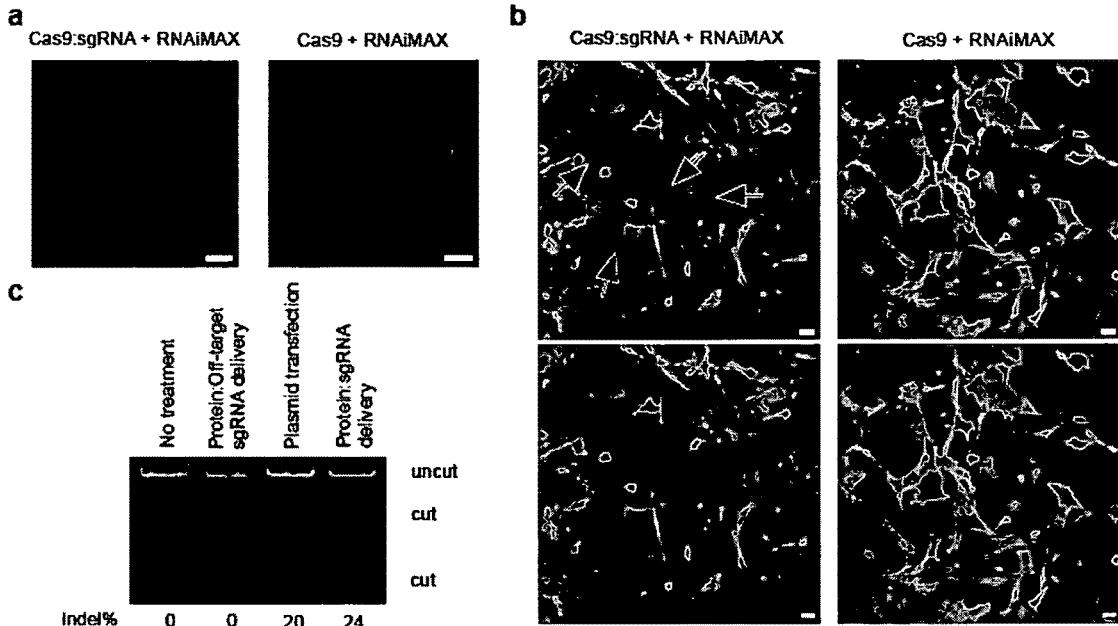 a
Cas9:sgRNA + RNAiMAX
Cas9 + RNAiMAX
b
Cas9:sgRNA + RNAiMAX
Cas9 + RNAiMAX
c
No treatment
Protein:Off-target
sgRNA delivery
Plasmid transfection
Protein:sgRNA
delivery
uncut
cut
cut
Indel% 0 0 20 24